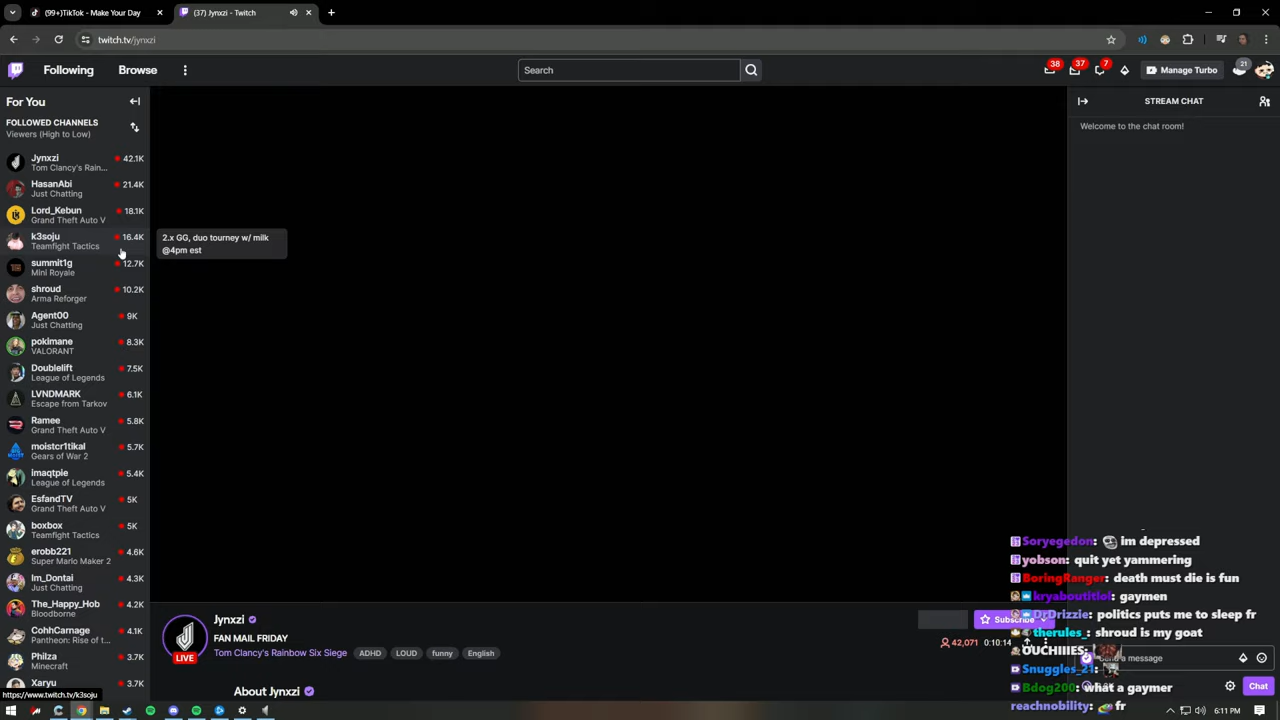 (99+)TikTok - Make Your Day
(37) Jynxzi - Twitch
twitch.tv/jynxzi
Following
Browse
Search
38
37
7
Manage Turbo
21
For You
FOLLOWED CHANNELS
Viewers (High to Low)
Jynxzi 42.1K
Tom Clancy's Rain...
HasanAbi 21.4K
Just Chatting
Lord_Kebun 18.1K
Grand Theft Auto V
k3soju 16.4K
Teamfight Tactics
summit1g 12.7K
Mini Royale
shroud 10.2K
Arma Reforger
Agent00 9K
Just Chatting
pokimane 8.3K
VALORANT
Doublelift 7.5K
League of Legends
LVNDMARK 6.1K
Escape from Tarkov
Ramee 5.8K
Grand Theft Auto V
moistcr1tikal 5.7K
Gears of War 2
imaqtpie 5.4K
League of Legends
EsfandTV 5K
Grand Theft Auto V
boxbox 5K
Teamfight Tactics
erobb221 4.6K
Super Mario Maker 2
Im_Dontai 4.3K
Just Chatting
The_Happy_Hob 4.2K
Bloodborne
CohhCarnage 4.1K
Pantheon: Rise of t...
Philza 3.7K
Minecraft
Xaryu 3.7K
https://www.twitch.tv/k3soju
2.x GG, duo tourney w/ milk
@4pm est
Jynxzi
FAN MAIL FRIDAY
Tom Clancy's Rainbow Six Siege
ADHD
LOUD
funny
English
LIVE
Subscribe
42,071
0:10:14
About Jynxzi
STREAM CHAT
Welcome to the chat room!
Soryegedon: im depressed
yobson: quit yet yammering
BoringRanger: death must die is fun
kryaboutitlol: gaymen
DrDrizzie: politics puts me to sleep fr
therules_: shroud is my goat
OUCHIIIES:
Send a message
Snuggles_21:
Bdog200: what a gaymer
reachnobility: fr
Chat
6:11 PM